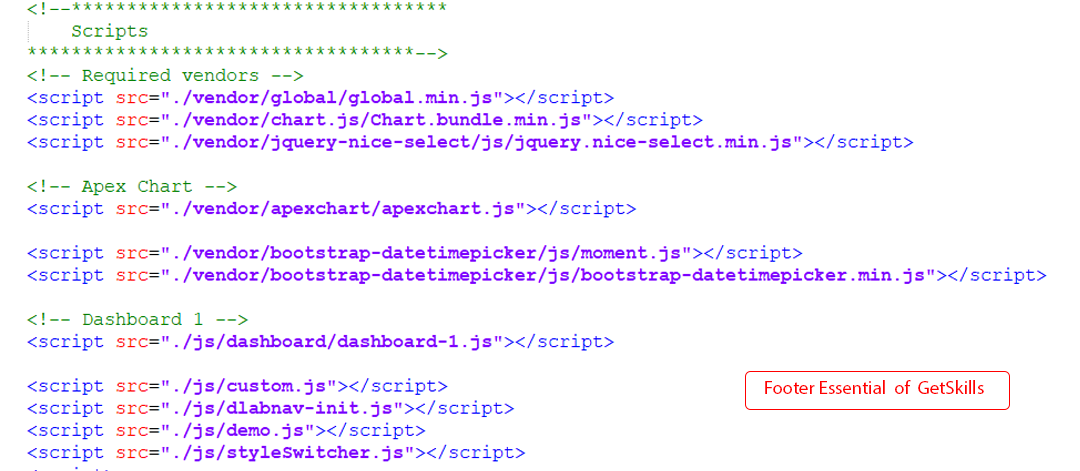 <!--**********************************
Scripts
***********************************-->
<!-- Required vendors -->
<script src="./vendor/global/global.min.js"></script>
<script src="./vendor/chart.js/Chart.bundle.min.js"></script>
<script src="./vendor/jquery-nice-select/js/jquery.nice-select.min.js"></script>
<!-- Apex Chart -->
<script src="./vendor/apexchart/apexchart.js"></script>
<script src="./vendor/bootstrap-datetimepicker/js/moment.js"></script>
<script src="./vendor/bootstrap-datetimepicker/js/bootstrap-datetimepicker.min.js"></script>
<!-- Dashboard 1 -->
<script src="./js/dashboard/dashboard-1.js"></script>
<script src="./js/custom.js"></script>
<script src="./js/dlabnav-init.js"></script>
<script src="./js/demo.js"></script>
<script src="./js/styleSwitcher.js"></script>
Footer Essential of GetSkills